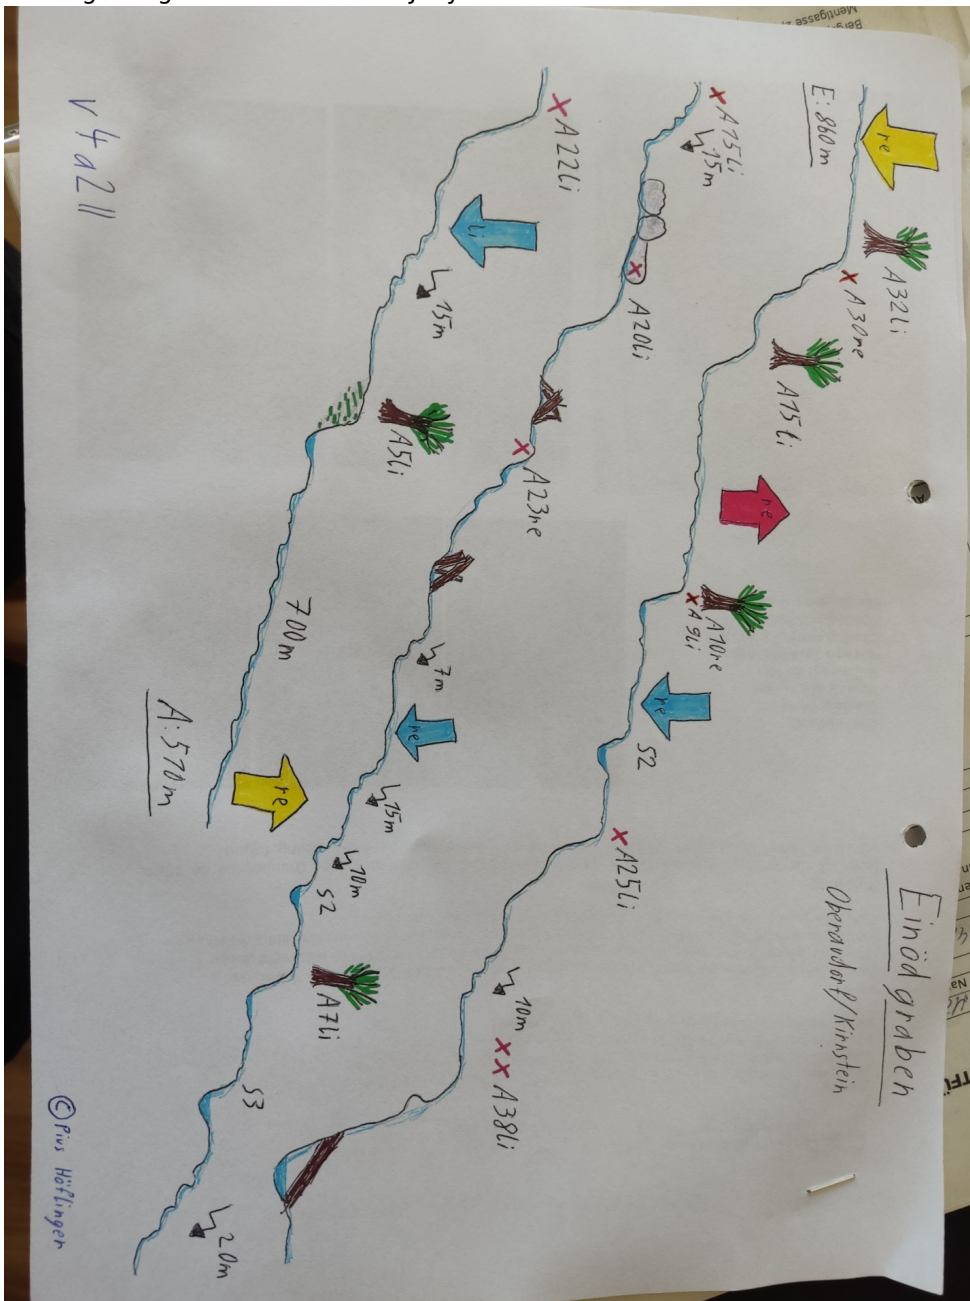 Einödgraben
Oberaudorf/Kirnstein
re
E: 860m
A32li
A30re
A15li
re
A10re
A9li
re
S2
A25li
10m
A38li
A15li
15m
A20li
A23re
7m
re
15m
10m
S2
A7li
S3
20m
A22li
li
15m
A5li
700m
re
A: 570m
v4a2II
© Pius Höflinger
Mentlgasse